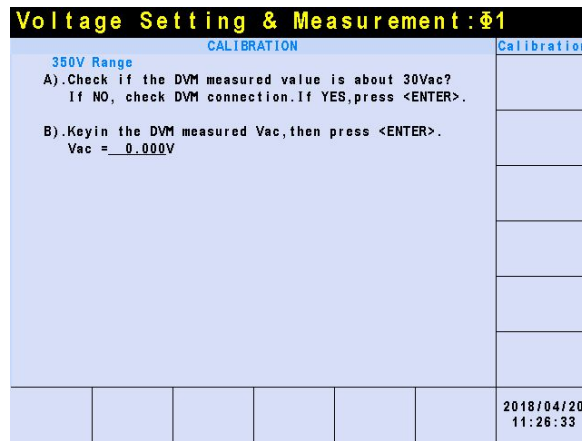 Voltage Setting & Measurement:Φ1
CALIBRATION
Calibration
350V Range
A).Check if the DVM measured value is about 30Vac?
If NO, check DVM connection.If YES,press <ENTER>.
B).Keyin the DVM measured Vac,then press <ENTER>.
Vac = 0.000V
2018/04/20
11:26:33